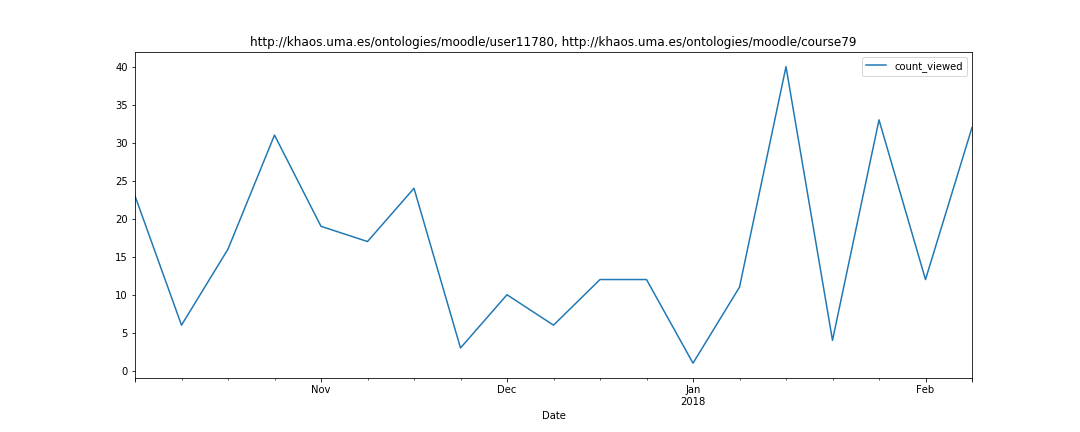 http://khaos.uma.es/ontologies/moodle/user11780, http://khaos.uma.es/ontologies/moodle/course79
count_viewed
40
35
30
25
20
15
10
5
0
Nov
Dec
Jan
2018
Feb
Date